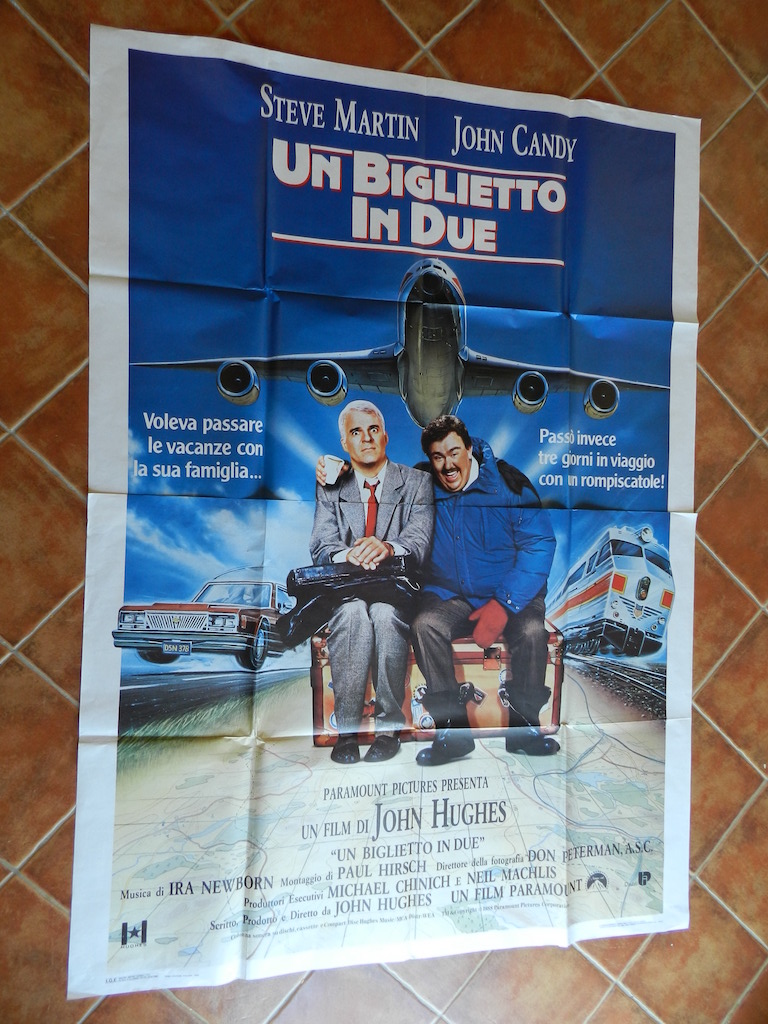 STEVE MARTIN JOHN CANDY
UN BIGLIETTO
IN DUE
Voleva passare
le vacanze con
la sua famiglia...
Passò invece
tre giorni in viaggio
con un rompiscatole!
DSN 378
PARAMOUNT PICTURES PRESENTA
UN FILM DI JOHN HUGHES
"UN BIGLIETTO IN DUE"
Musica di IRA NEWBORN Montaggio di PAUL HIRSCH Direttore della fotografia DON PETERMAN, A.S.C.
Produttori Esecutivi MICHAEL CHINICH E NEIL MACHLIS
Scritto, Prodotto e Diretto da JOHN HUGHES UN FILM PARAMOUNT
HUGHES